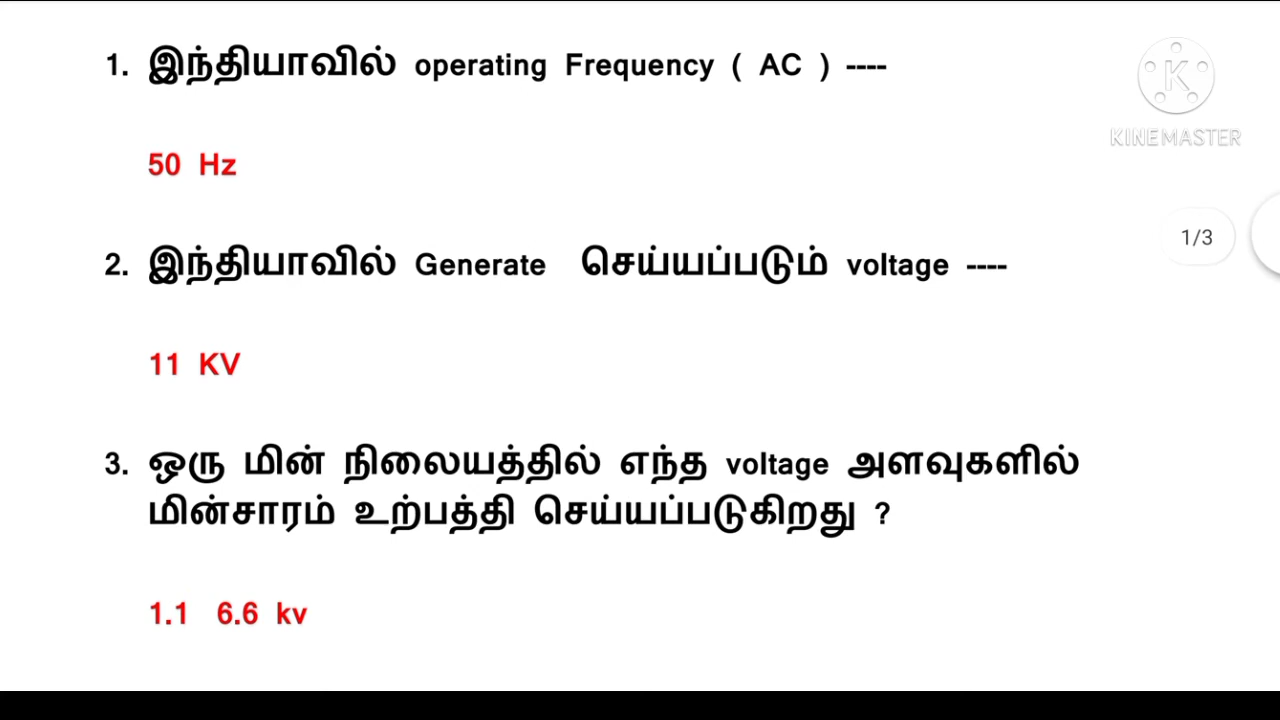 1. இந்தியாவில் operating Frequency ( AC ) ----
KINEMASTER
50 Hz
1/3
2. இந்தியாவில் Generate செய்யப்படும் voltage ----
11 KV
3. ஒரு மின் நிலையத்தில் எந்த voltage அளவுகளில்
மின்சாரம் உற்பத்தி செய்யப்படுகிறது ?
1.1 6.6 kv